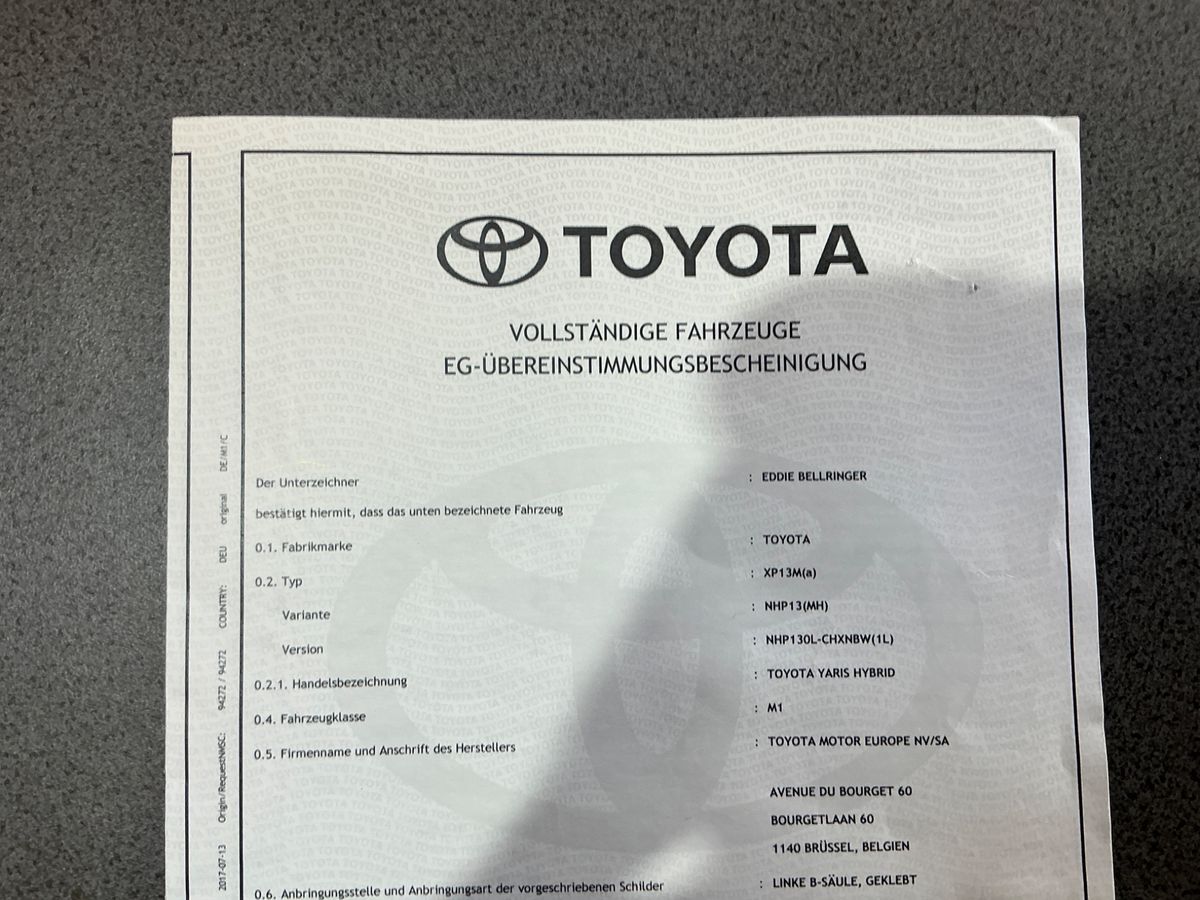 TOYOTA
VOLLSTÄNDIGE FAHRZEUGE
EG-ÜBEREINSTIMMUNGSBESCHEINIGUNG
Der Unterzeichner : EDDIE BELLRINGER
bestätigt hiermit, dass das unten bezeichnete Fahrzeug
0.1. Fabrikmarke : TOYOTA
0.2. Typ : XP13M(a)
Variante : NHP13(MH)
Version : NHP130L-CHXNBW(1L)
0.2.1. Handelsbezeichnung : TOYOTA YARIS HYBRID
0.4. Fahrzeugklasse : M1
0.5. Firmenname und Anschrift des Herstellers : TOYOTA MOTOR EUROPE NV/SA
AVENUE DU BOURGET 60
BOURGETLAAN 60
1140 BRÜSSEL, BELGIEN
0.6. Anbringungsstelle und Anbringungsart der vorgeschriebenen Schilder : LINKE B-SÄULE, GEKLEBT
2017-07-13 Origin/RequestNMSC: 94272 / 94272 COUNTRY: DEU original DE/M1/C